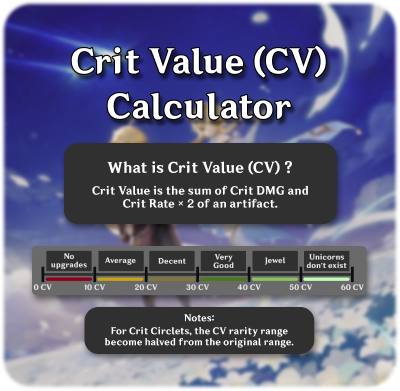 Crit Value (CV)
Calculator
What is Crit Value (CV) ?
Crit Value is the sum of Crit DMG and
Crit Rate × 2 of an artifact.
No
upgrades
Average
Decent
Very
Good
Jewel
Unicorns
don't exist
0 CV
10 CV
20 CV
30 CV
40 CV
50 CV
60 CV
Notes:
For Crit Circlets, the CV rarity range
become halved from the original range.